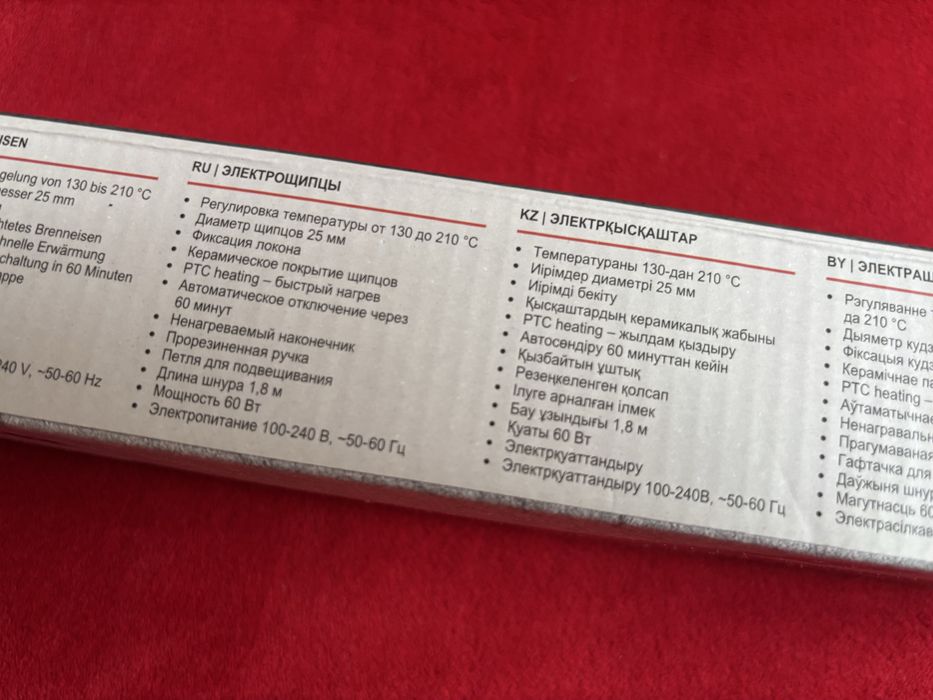 gelung von 130 bis 210 °C
esser 25 mm
htetes Brenneisen
hnelle Erwärmung
chaltung in 60 Minuten
240 V, ~50-60 Hz
RU | ЭЛЕКТРОЩИПЦЫ
• Регулировка температуры от 130 до 210 °C
• Диаметр щипцов 25 мм
• Фиксация локона
• Керамическое покрытие щипцов
• PTC heating – быстрый нагрев
• Автоматическое отключение через
60 минут
• Ненагреваемый наконечник
• Прорезиненная ручка
• Петля для подвещивания
• Длина шнура 1,8 м
• Мощность 60 Вт
• Электропитание 100-240 В, ~50-60 Гц
KZ | ЭЛЕКТРҚЫСҚАШТАР
• Температураны 130-дан 210 °C
• Иірімдер диаметрі 25 мм
• Иірімді бекіту
• Қысқаштардың керамикалық жабыны
• PTC heating – жылдам қыздыру
• Автосөндіру 60 минуттан кейін
• Қызбайтын ұштық
• Резеңкеленген қолсап
• Ілуге арналған ілмек
• Бау ұзындығы 1,8 м
• Қуаты 60 Вт
• Электрқуаттандыру
• Электрқуаттандыру 100-240В, ~50-60 Гц
BY | ЭЛЕКТРАЩ
• Рэгуляванне
да 210 °C
• Дыяметр кудз
• Фіксацыя кудз
• Керамічнае па
• PTC heating –
• Аўтаматычнае
• Ненагравальн
• Прагумаваная
• Гафтачка для
• Даўжыня шнур
• Магутнасць 60
• Электрасілкав